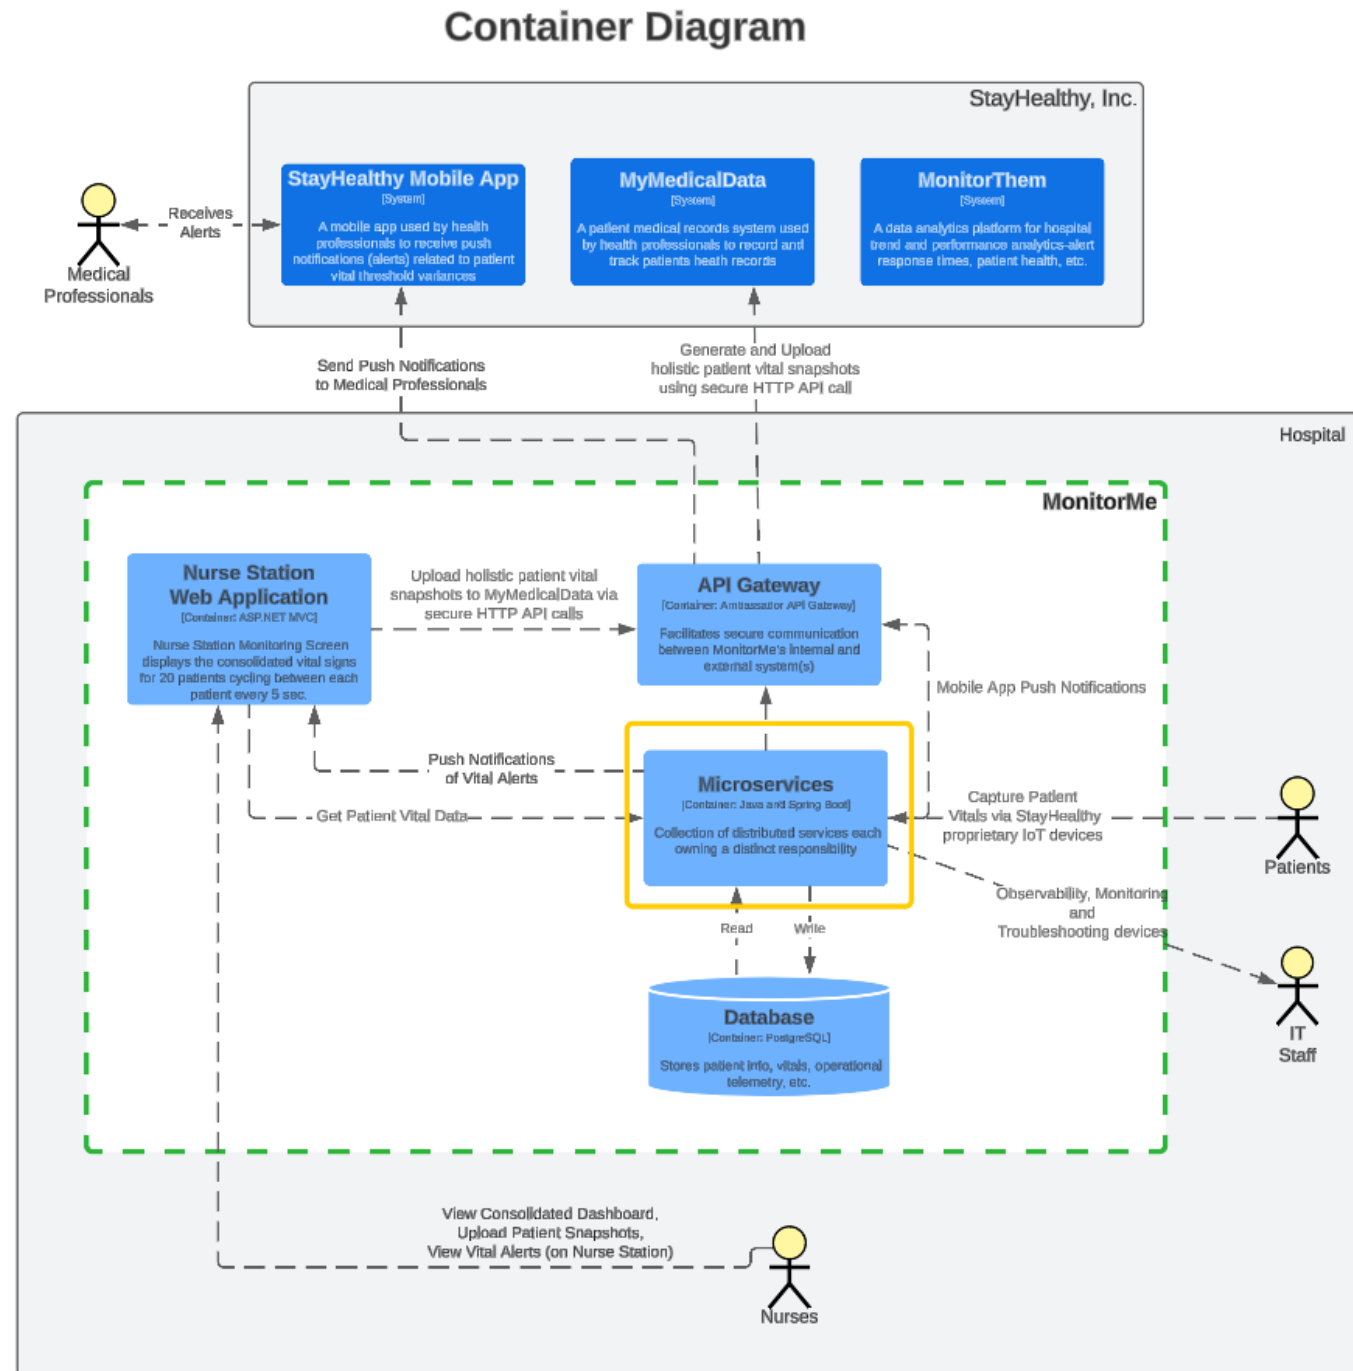 Container Diagram
StayHealthy, Inc.
StayHealthy Mobile App
[System]
A mobile app used by health
professionals to receive push
notifications (alerts) related to patient
vital threshold variances
MyMedicalData
[System]
A patient medical records system used
by health professionals to record and
track patients heath records
MonitorThem
[System]
A data analytics platform for hospital
trend and performance analytics-alert
response times, patient health, etc.
Receives
Alerts
Medical
Professionals
Send Push Notifications
to Medical Professionals
Generate and Upload
holistic patient vital snapshots
using secure HTTP API call
Hospital
MonitorMe
Nurse Station
Web Application
[Container: ASP.NET MVC]
Nurse Station Monitoring Screen
displays the consolidated vital signs
for 20 patients cycling between each
patient every 5 sec.
Upload holistic patient vital
snapshots to MyMedicalData via
secure HTTP API calls
API Gateway
[Container: Ambassador API Gateway]
Facilitates secure communication
between MonitorMe's internal and
external system(s)
Mobile App Push Notifications
Push Notifications
of Vital Alerts
Get Patient Vital Data
Microservices
[Container: Java and Spring Boot]
Collection of distributed services each
owning a distinct responsibility
Capture Patient
Vitals via StayHealthy
proprietary IoT devices
Patients
Observability, Monitoring
and
Troubleshooting devices
IT
Staff
Read
Write
Database
[Container: PostgreSQL]
Stores patient info, vitals, operational
telemetry, etc.
View Consolidated Dashboard,
Upload Patient Snapshots,
View Vital Alerts (on Nurse Station)
Nurses